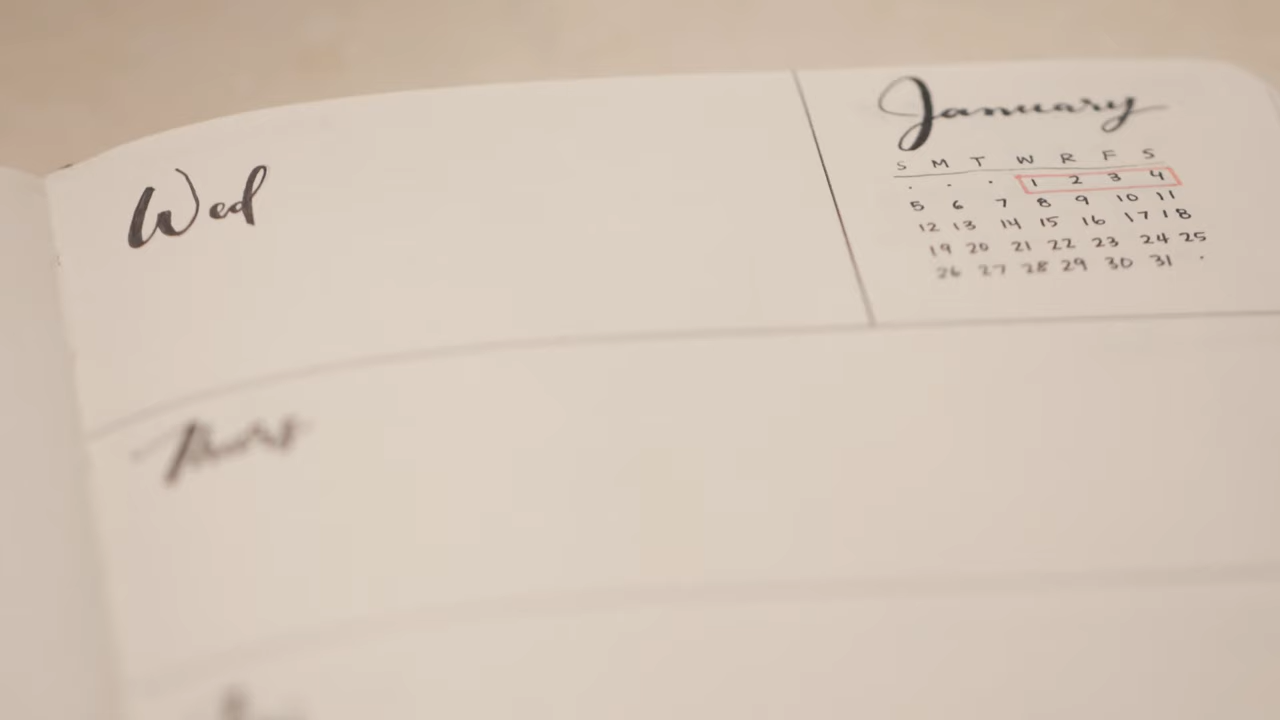 Wed
January
S M T W R F S
. . . 1 2 3 4
5 6 7 8 9 10 11
12 13 14 15 16 17 18
19 20 21 22 23 24 25
26 27 28 29 30 31 .
Thurs